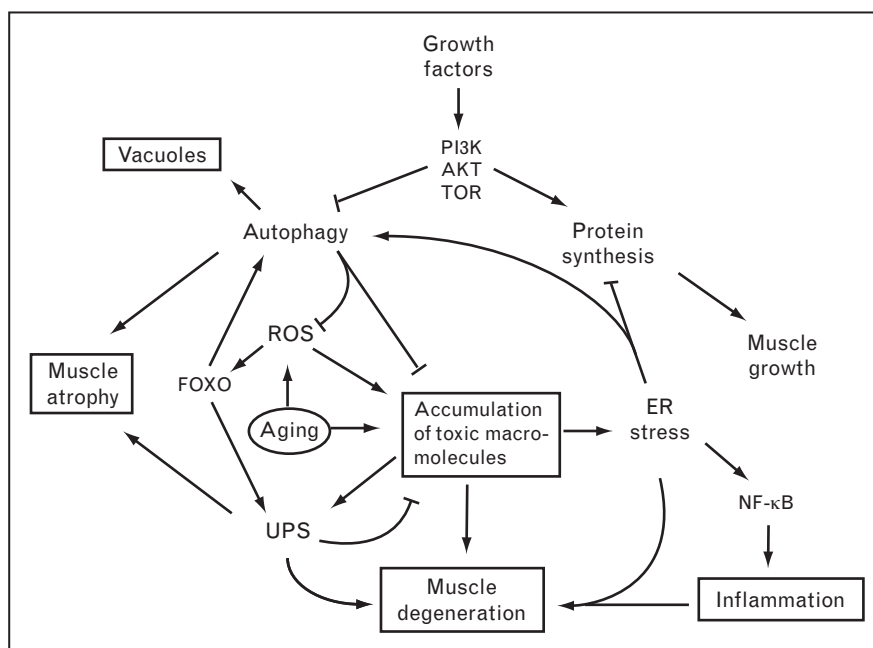 Growth
factors
PI3K
AKT
TOR
Vacuoles
Autophagy
Protein
synthesis
ROS
Muscle
growth
Muscle
atrophy
FOXO
Aging
Accumulation
of toxic macro-
molecules
ER
stress
NF-κB
UPS
Muscle
degeneration
Inflammation